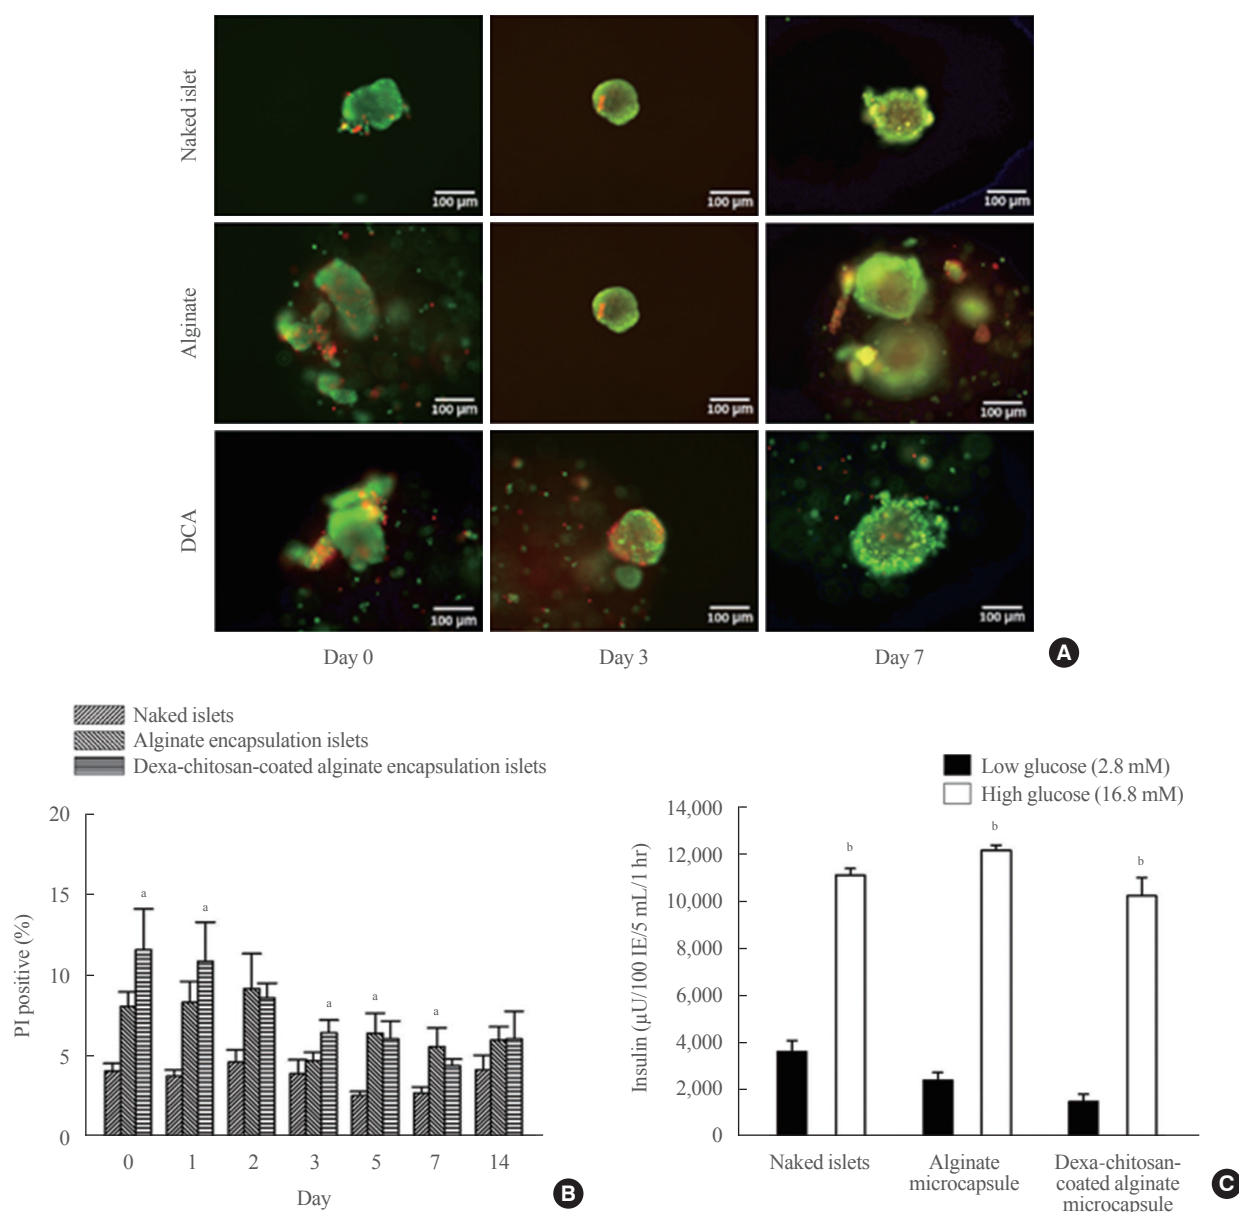 Naked islet
100 µm
100 µm
100 µm
Alginate
100 µm
100 µm
100 µm
DCA
100 µm
100 µm
100 µm
Day 0
Day 3
Day 7
A
Naked islets
Alginate encapsulation islets
Dexa-chitosan-coated alginate encapsulation islets
PI positive (%)
20
15
10
5
0
a
a
a
a
a
0
1
2
3
5
7
14
Day
B
Low glucose (2.8 mM)
High glucose (16.8 mM)
Insulin (µU/100 IE/5 mL/1 hr)
14,000
12,000
10,000
8,000
6,000
4,000
2,000
0
b
b
b
Naked islets
Alginate
microcapsule
Dexa-chitosan-
coated alginate
microcapsule
C